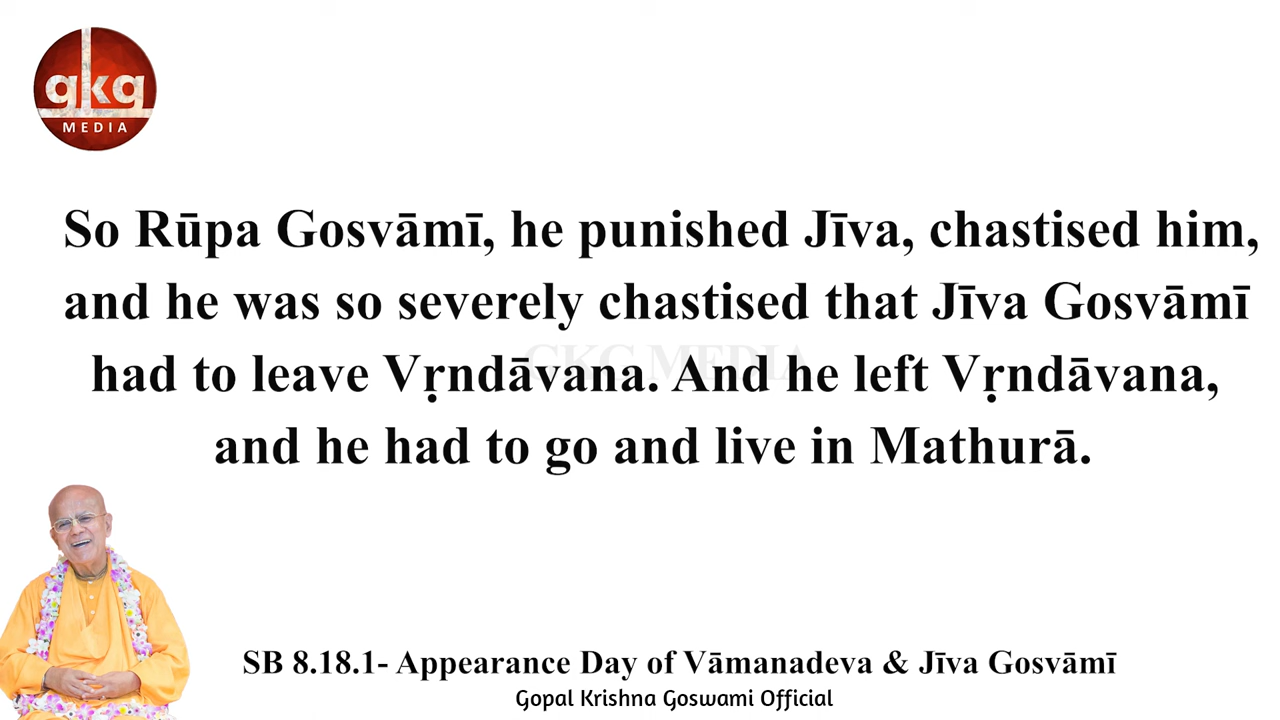 gkg
MEDIA
So Rūpa Gosvāmī, he punished Jīva, chastised him,
and he was so severely chastised that Jīva Gosvāmī
had to leave Vṛndāvana. And he left Vṛndāvana,
GKG MEDIA
and he had to go and live in Mathurā.
SB 8.18.1- Appearance Day of Vāmanadeva & Jīva Gosvāmī
Gopal Krishna Goswami Official